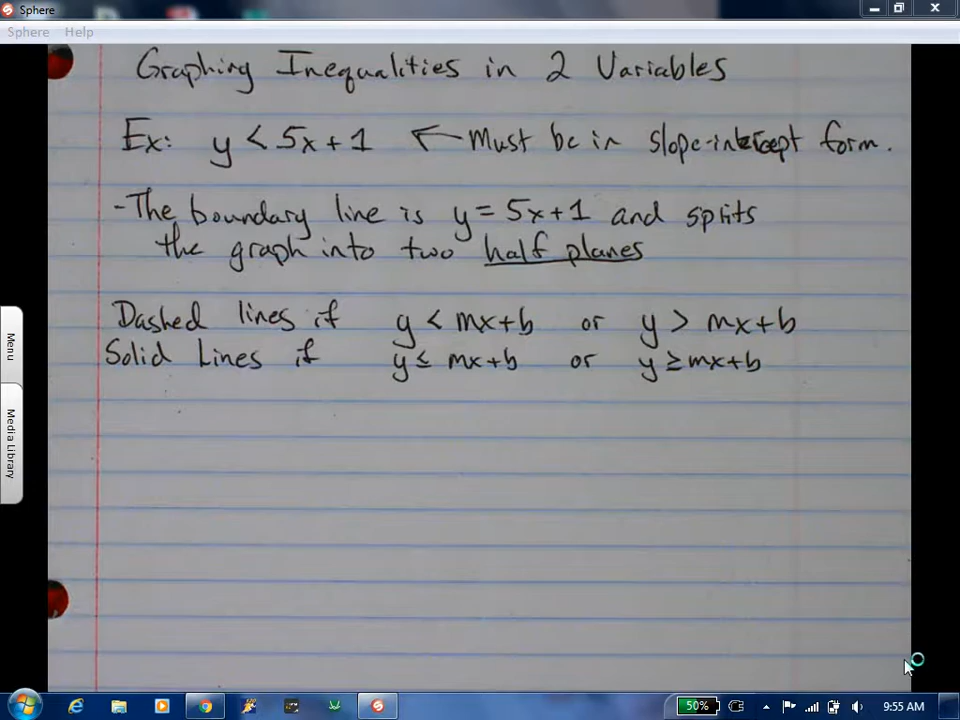 Sphere
Sphere Help
Graphing Inequalities in 2 Variables
Ex: y < 5x + 1 ← Must be in slope-intercept form.
- The boundary line is y = 5x + 1 and splits
the graph into two half planes
Dashed lines if y < mx + b or y > mx + b
Solid Lines if y ≤ mx + b or y ≥ mx + b
Menu
Media Library
50%
9:55 AM